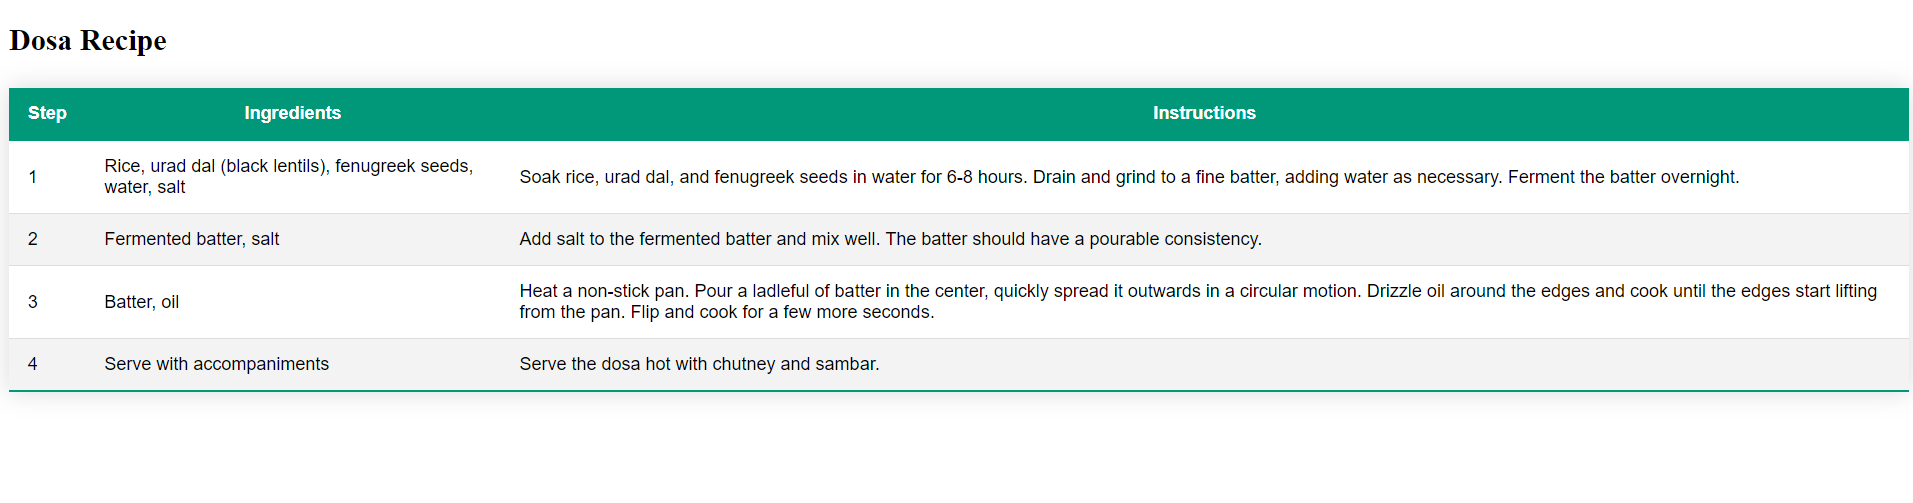 Dosa Recipe
Step Ingredients Instructions
1 Rice, urad dal (black lentils), fenugreek seeds, water, salt Soak rice, urad dal, and fenugreek seeds in water for 6-8 hours. Drain and grind to a fine batter, adding water as necessary. Ferment the batter overnight.
2 Fermented batter, salt Add salt to the fermented batter and mix well. The batter should have a pourable consistency.
3 Batter, oil Heat a non-stick pan. Pour a ladleful of batter in the center, quickly spread it outwards in a circular motion. Drizzle oil around the edges and cook until the edges start lifting
from the pan. Flip and cook for a few more seconds.
4 Serve with accompaniments Serve the dosa hot with chutney and sambar.